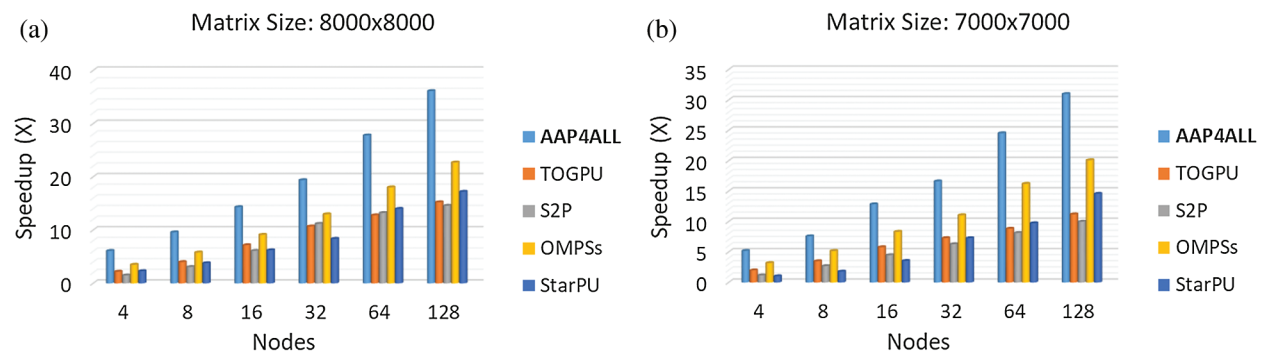 (a)
Matrix Size: 8000x8000
Speedup (X)
40
30
20
10
0
4 8 16 32 64 128
Nodes
AAP4ALL
TOGPU
S2P
OMPSs
StarPU
(b)
Matrix Size: 7000x7000
Speedup (X)
35
30
25
20
15
10
5
0
4 8 16 32 64 128
Nodes
AAP4ALL
TOGPU
S2P
OMPSs
StarPU